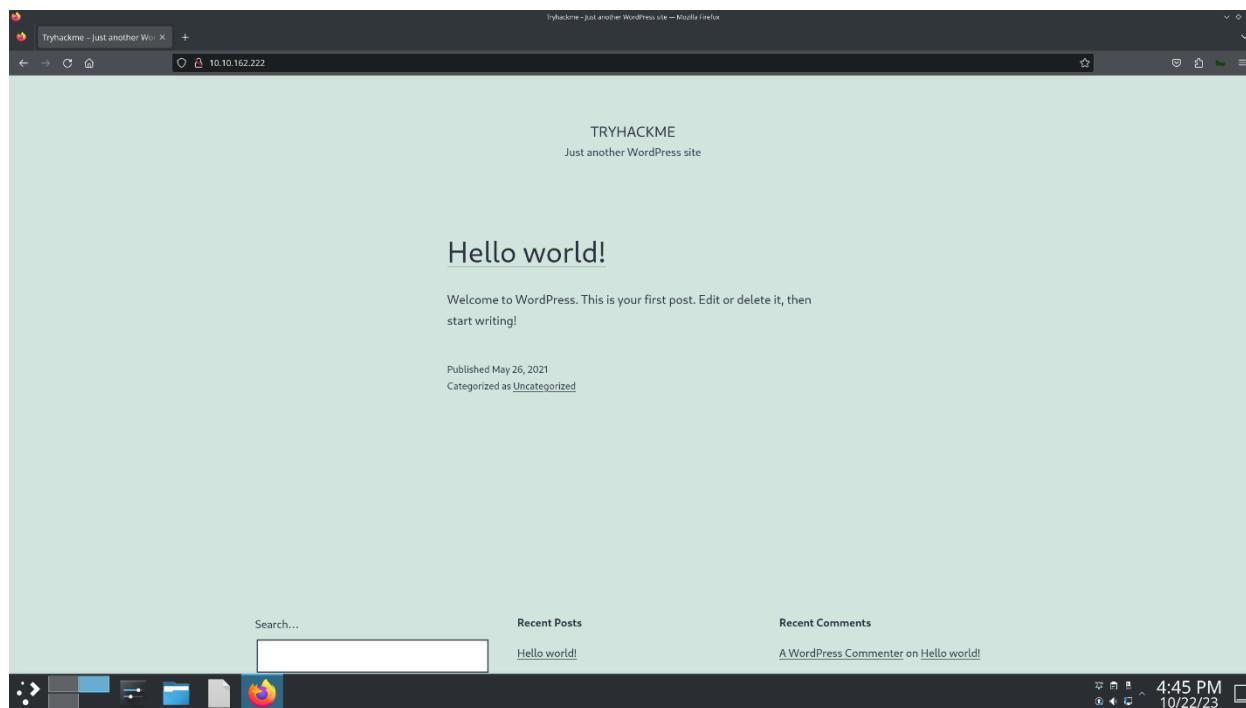 Tryhackme – Just another WordPress site — Mozilla Firefox
Tryhackme – Just another Wor
10.10.162.222
TRYHACKME
Just another WordPress site
Hello world!
Welcome to WordPress. This is your first post. Edit or delete it, then
start writing!
Published May 26, 2021
Categorized as Uncategorized
Search…
Recent Posts
Hello world!
Recent Comments
A WordPress Commenter on Hello world!
4:45 PM
10/22/23